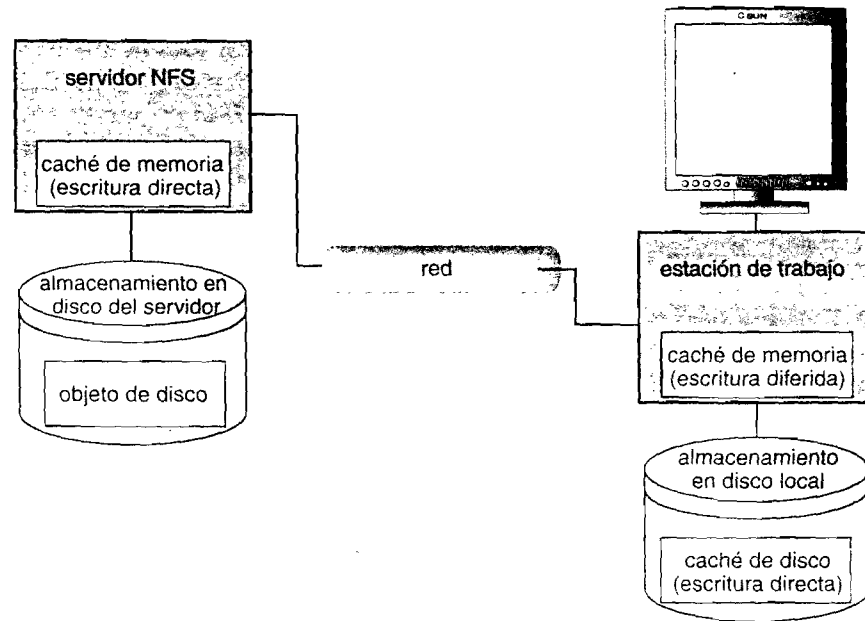 SUN
servidor NFS
caché de memoria
(escritura directa)
almacenamiento en
disco del servidor
objeto de disco
red
estación de trabajo
caché de memoria
(escritura diferida)
almacenamiento
en disco local
caché de disco
(escritura directa)